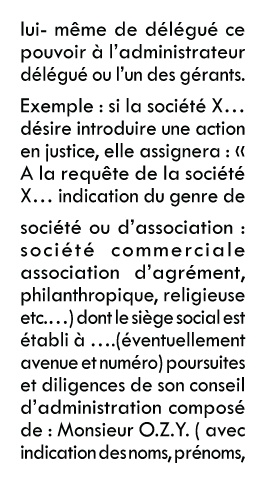 lui- même de délégué ce
pouvoir à l'administrateur
délégué ou l'un des gérants.
Exemple : si la société X…
désire introduire une action
en justice, elle assignera : «
A la requête de la société
X… indication du genre de
société ou d'association :
société commerciale
association d'agrément,
philanthropique, religieuse
etc.…) dont le siège social est
établi à ….(éventuellement
avenue et numéro) poursuites
et diligences de son conseil
d'administration composé
de : Monsieur O.Z.Y. ( avec
indication des noms, prénoms,